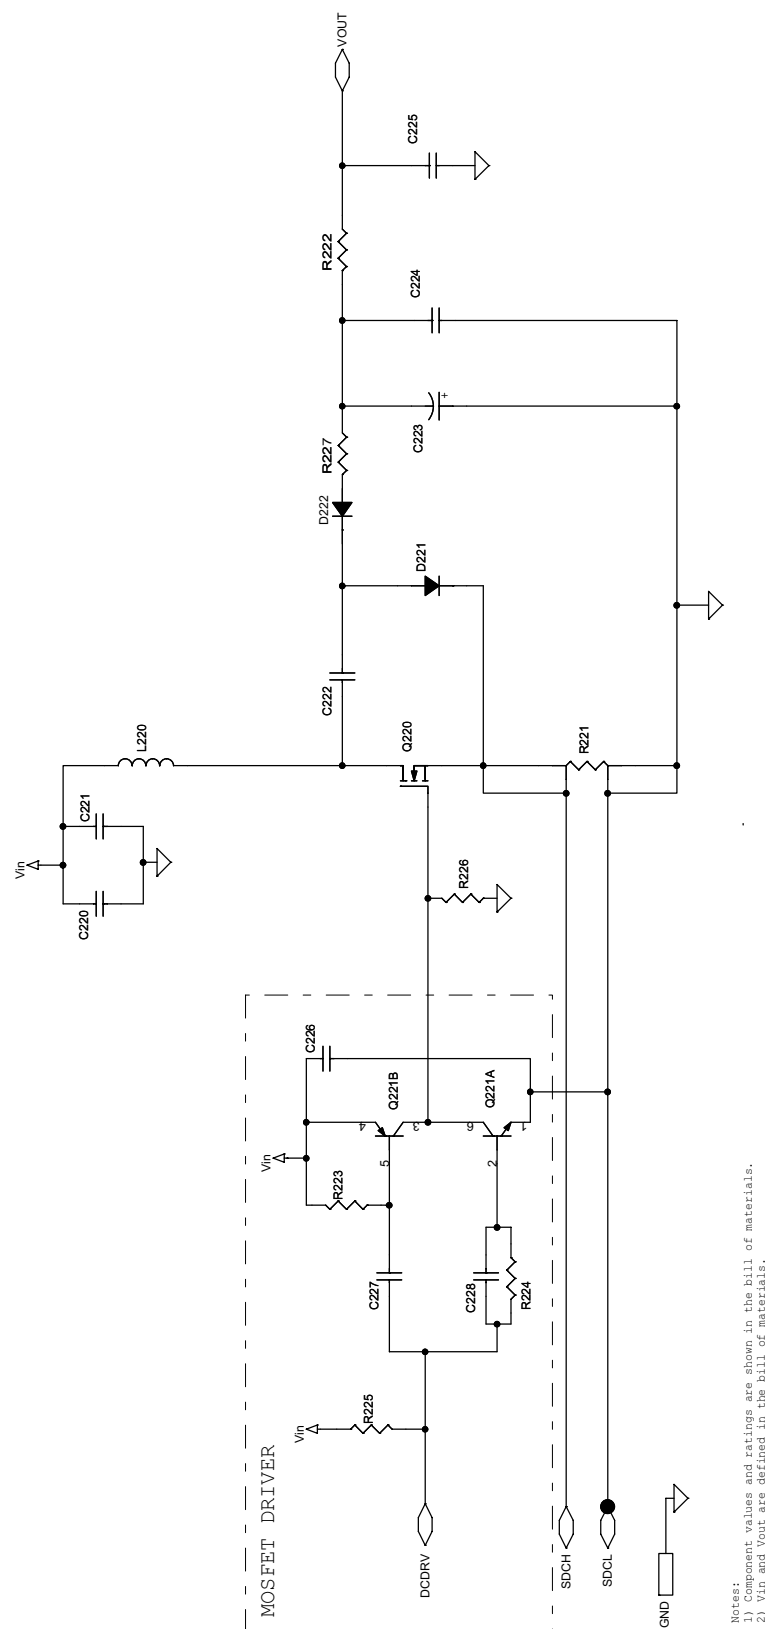 MOSFET DRIVER
DCDRV
SDCH
SDCL
GND
Vin
R225
C227
C228
R224
Vin
R223
5
2
4
3
6
1
Q221B
Q221A
C226
R226
Vin
C220
C221
L220
Q220
R221
C222
D221
D222
R227
C223
+
C224
R222
C225
VOUT
Notes:
1) Component values and ratings are shown in the bill of materials.
2) Vin and Vout are defined in the bill of materials.